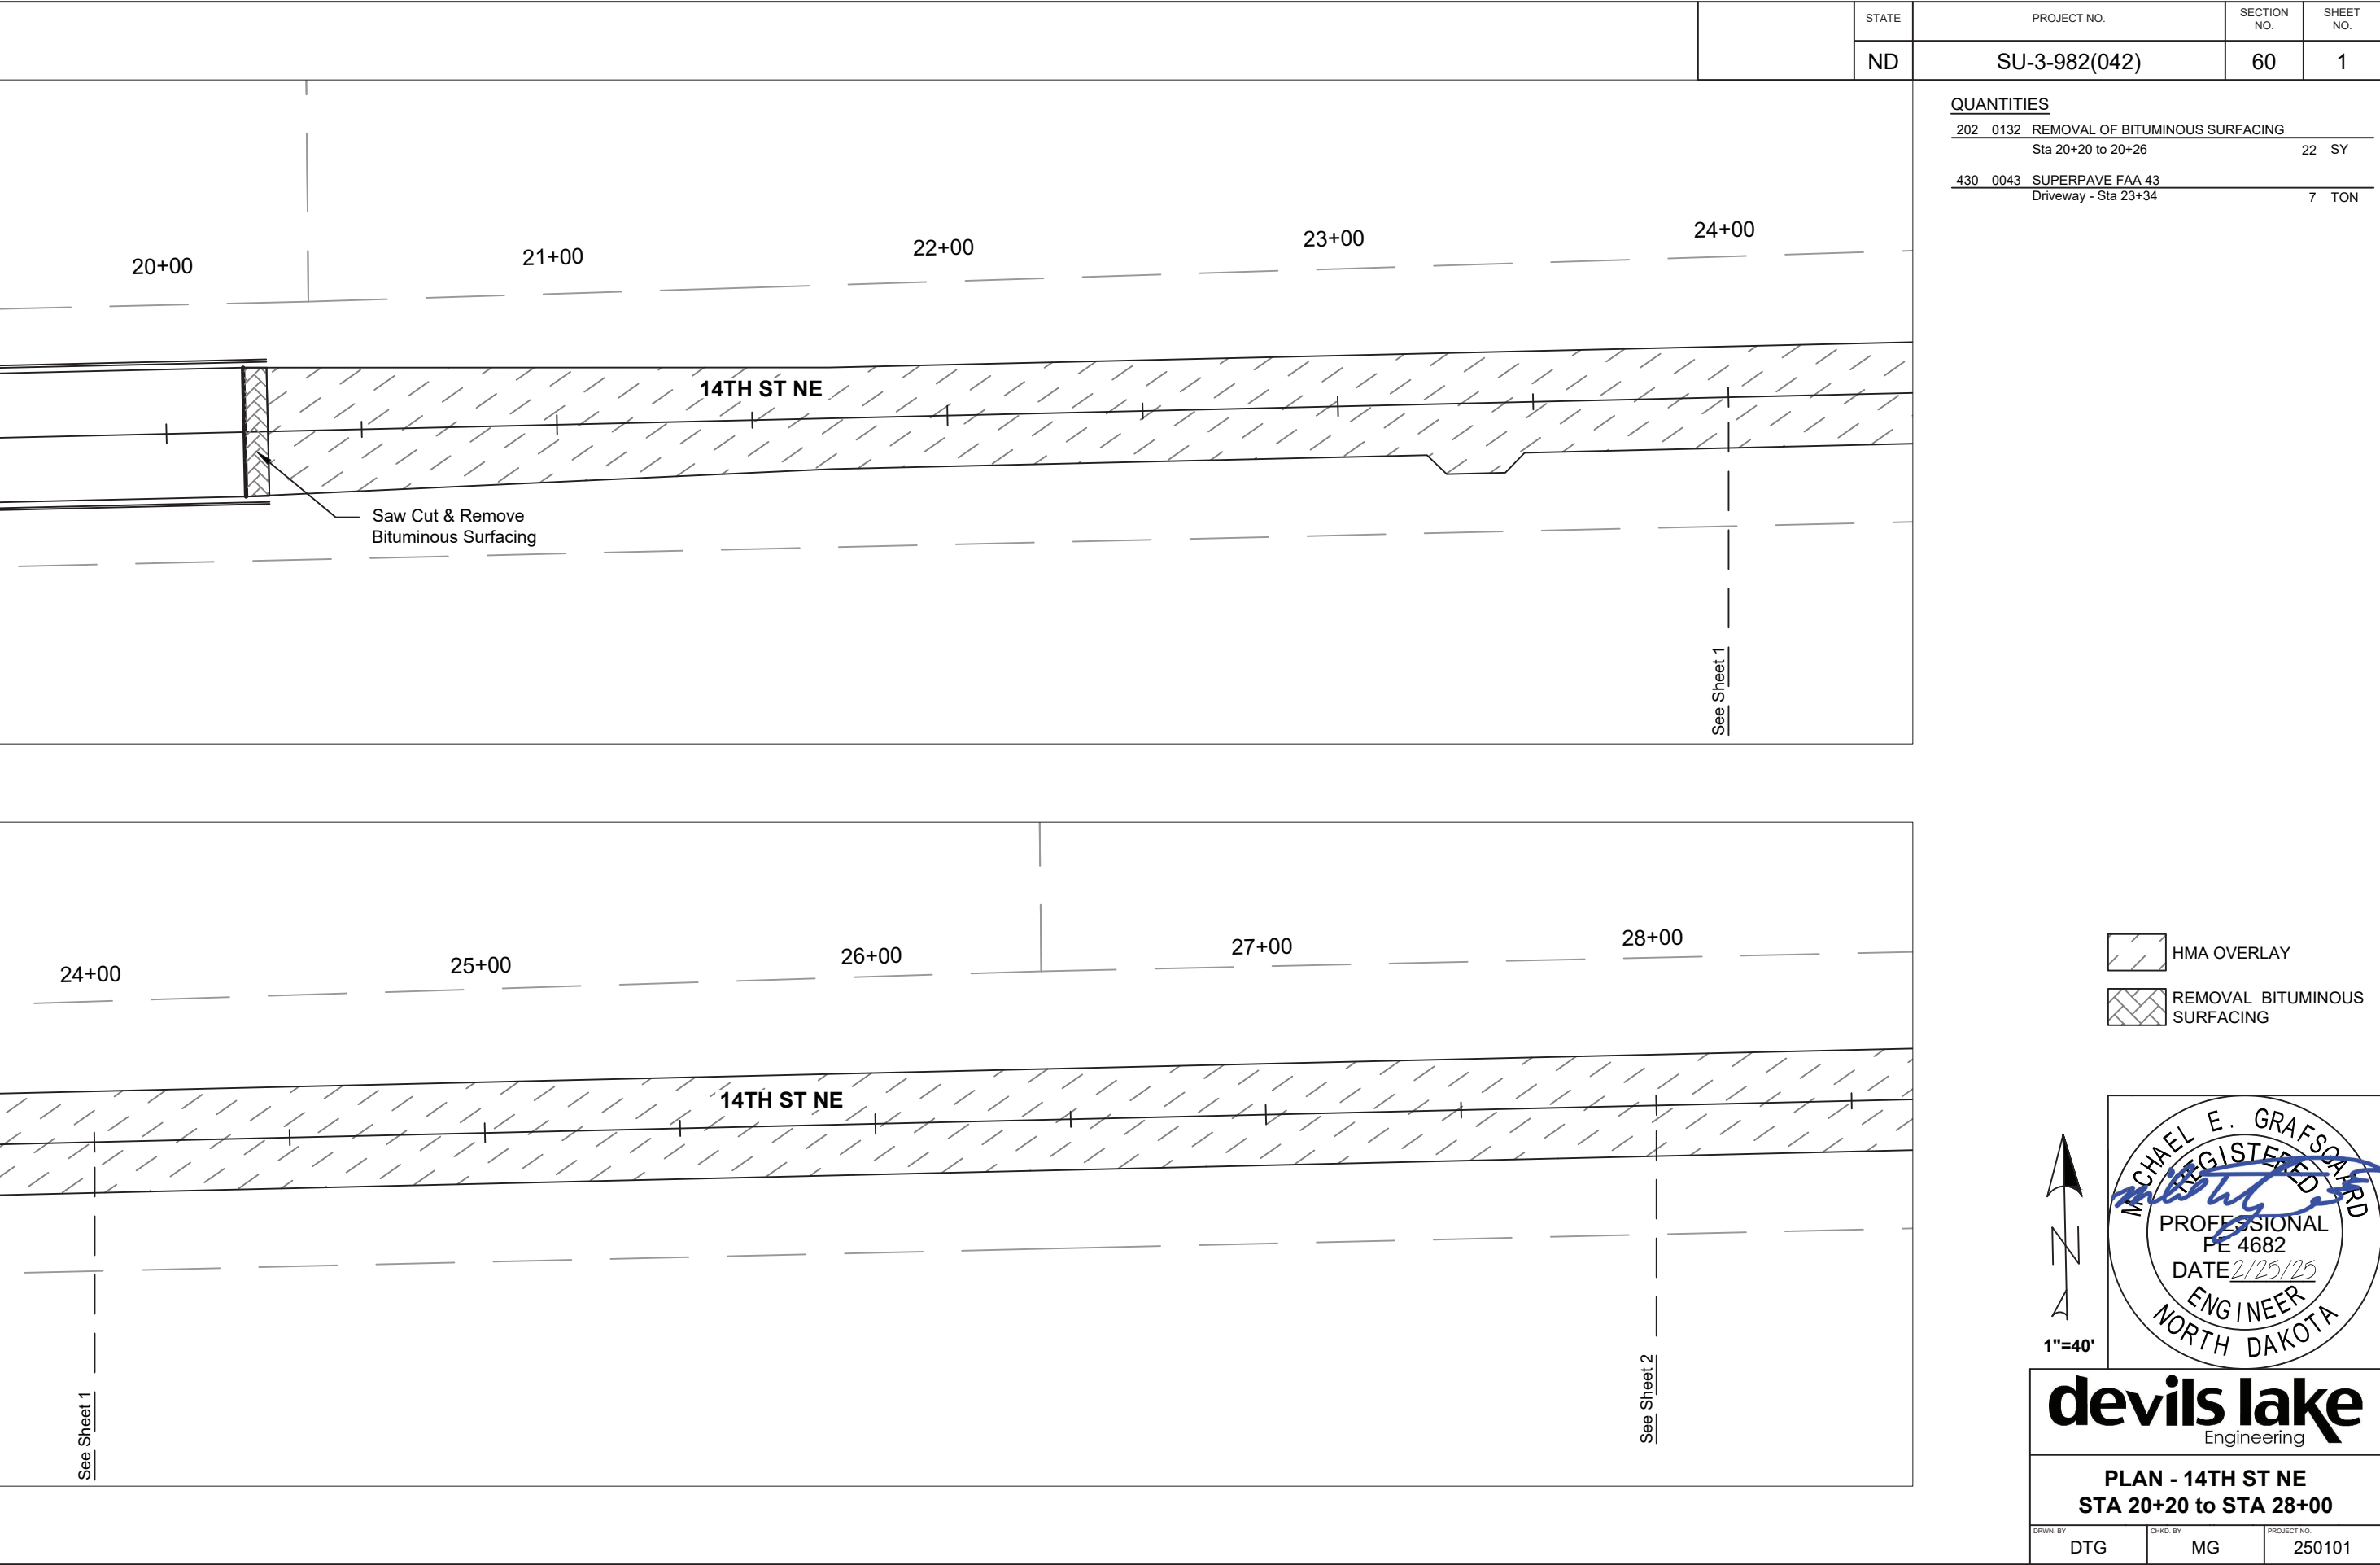 STATE
PROJECT NO.
SECTION NO.
SHEET NO.
ND
SU-3-982(042)
60
1
QUANTITIES
202 0132 REMOVAL OF BITUMINOUS SURFACING
Sta 20+20 to 20+26 22 SY
430 0043 SUPERPAVE FAA 43
Driveway - Sta 23+34 7 TON
20+00
21+00
22+00
23+00
24+00
14TH ST NE
Saw Cut & Remove
Bituminous Surfacing
See Sheet 1
24+00
25+00
26+00
27+00
28+00
14TH ST NE
See Sheet 1
See Sheet 2
HMA OVERLAY
REMOVAL BITUMINOUS
SURFACING
N
1"=40'
MICHAEL E. GRAFSGARD
REGISTERED
PROFESSIONAL
PE 4682
DATE 2/25/25
ENGINEER
NORTH DAKOTA
devils lake
Engineering
PLAN - 14TH ST NE
STA 20+20 to STA 28+00
DRWN. BY
DTG
CHKD. BY
MG
PROJECT NO.
250101